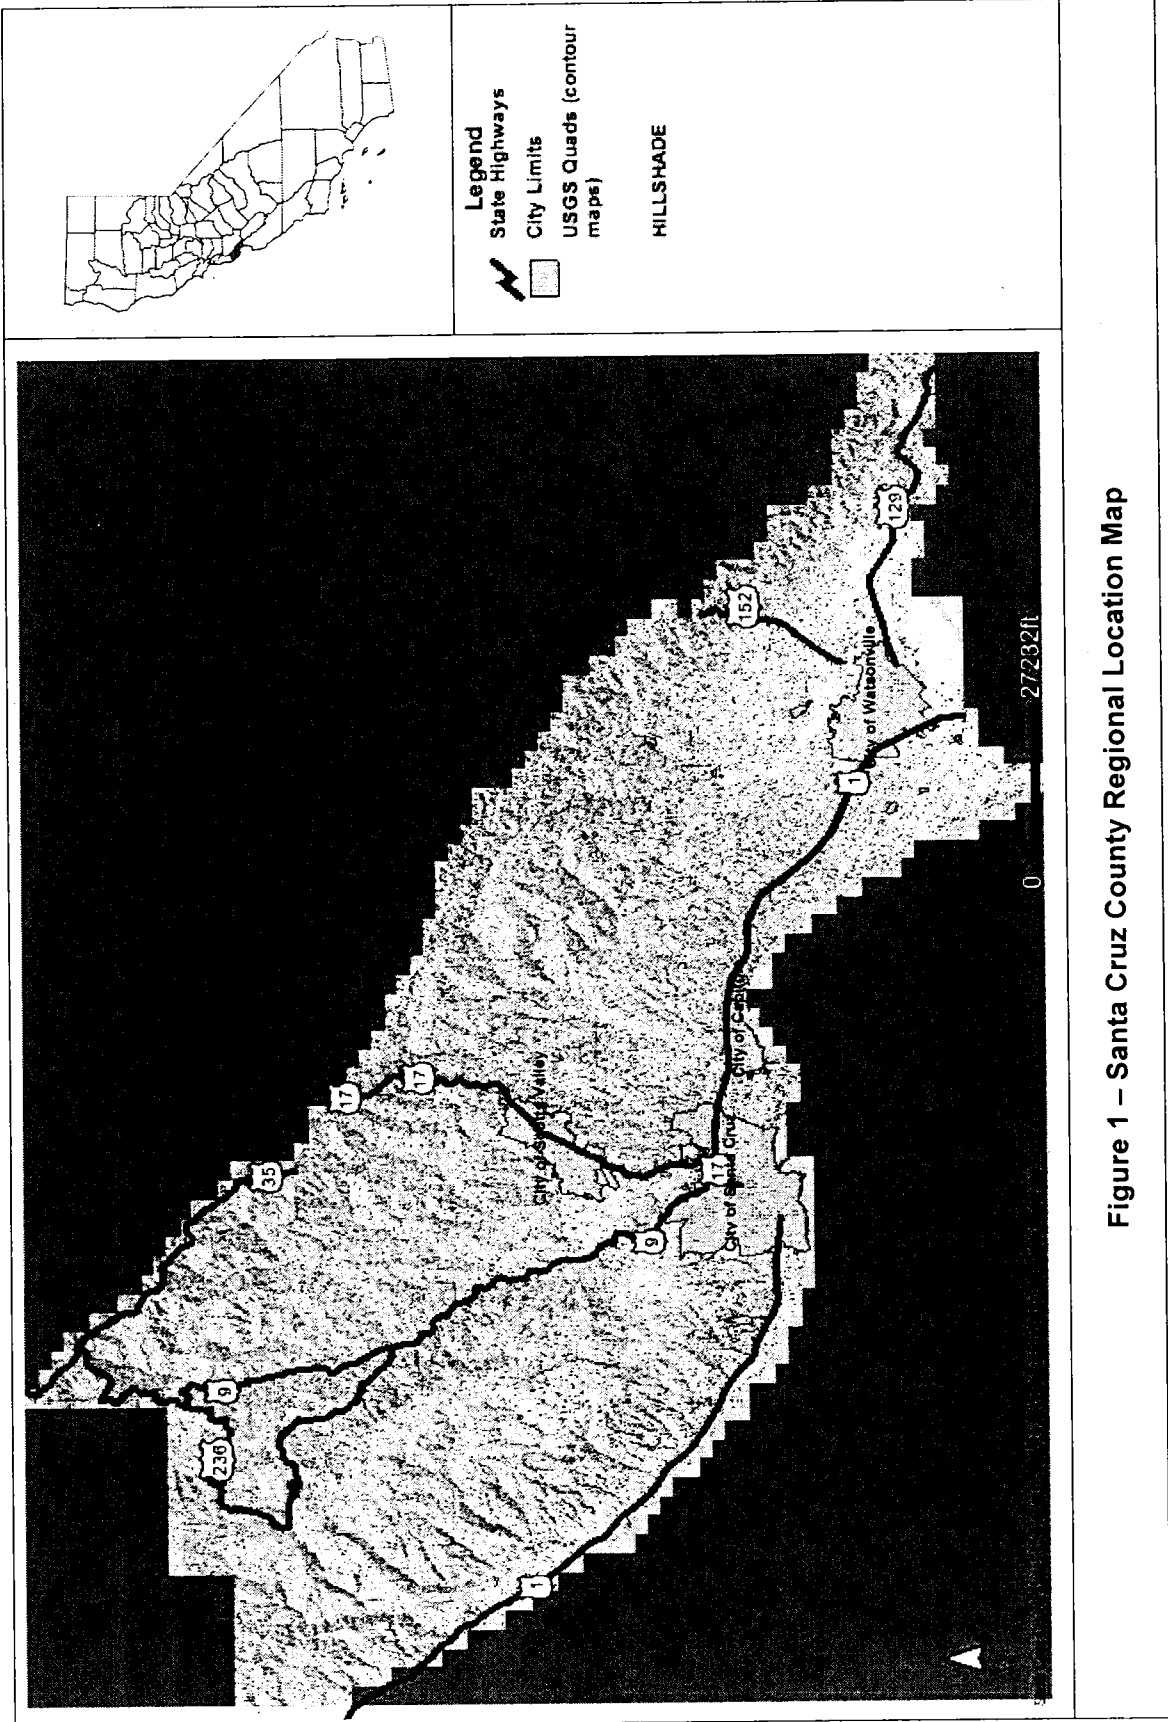 Legend
State Highways
City Limits
USGS Quads (contour
maps)
HILLSHADE
35
17
17
9
236
9
17
1
1
152
129
City of Scotts Valley
City of Santa Cruz
City of
City of Watsonville
0
27232ft
Figure 1 – Santa Cruz County Regional Location Map